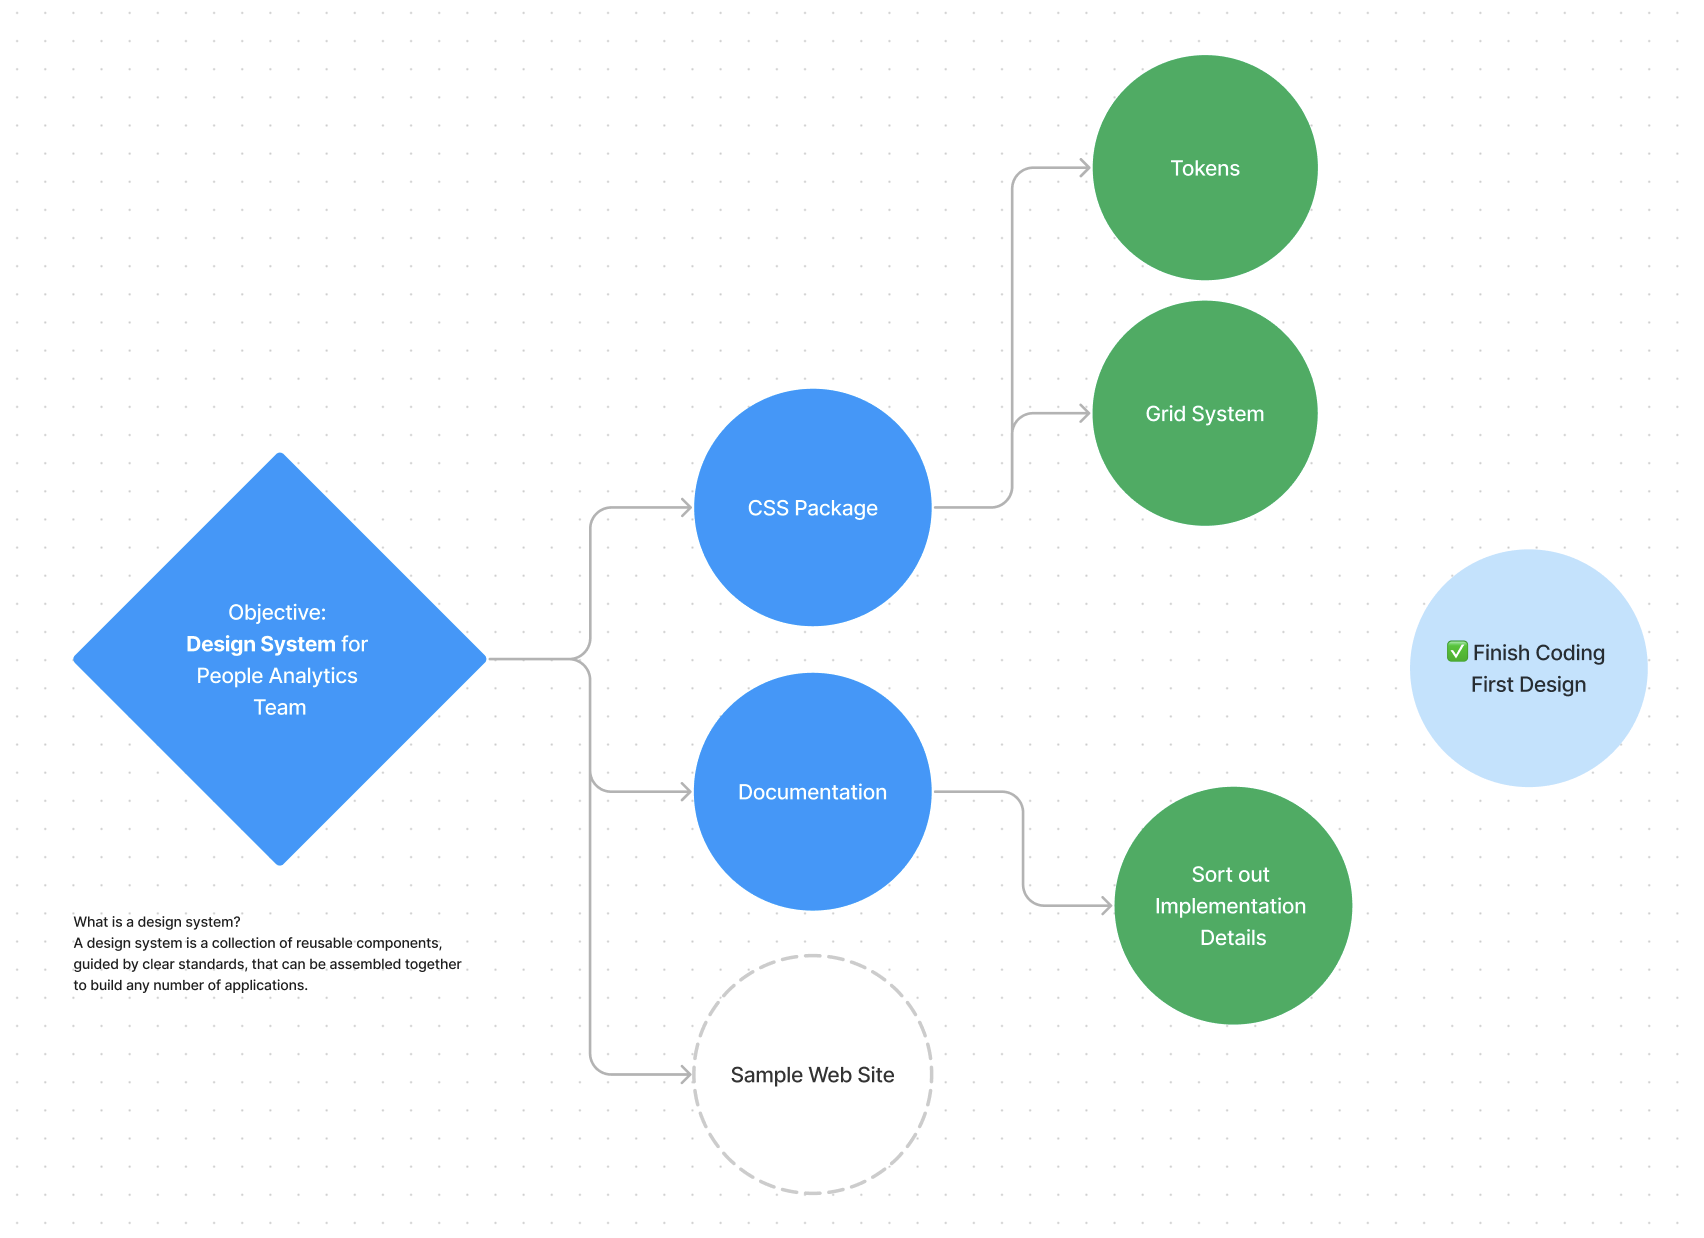 Tokens
Grid System
CSS Package
Objective:
Design System for
People Analytics
Team
✅ Finish Coding
First Design
Documentation
Sort out
Implementation
Details
What is a design system?
A design system is a collection of reusable components,
guided by clear standards, that can be assembled together
to build any number of applications.
Sample Web Site